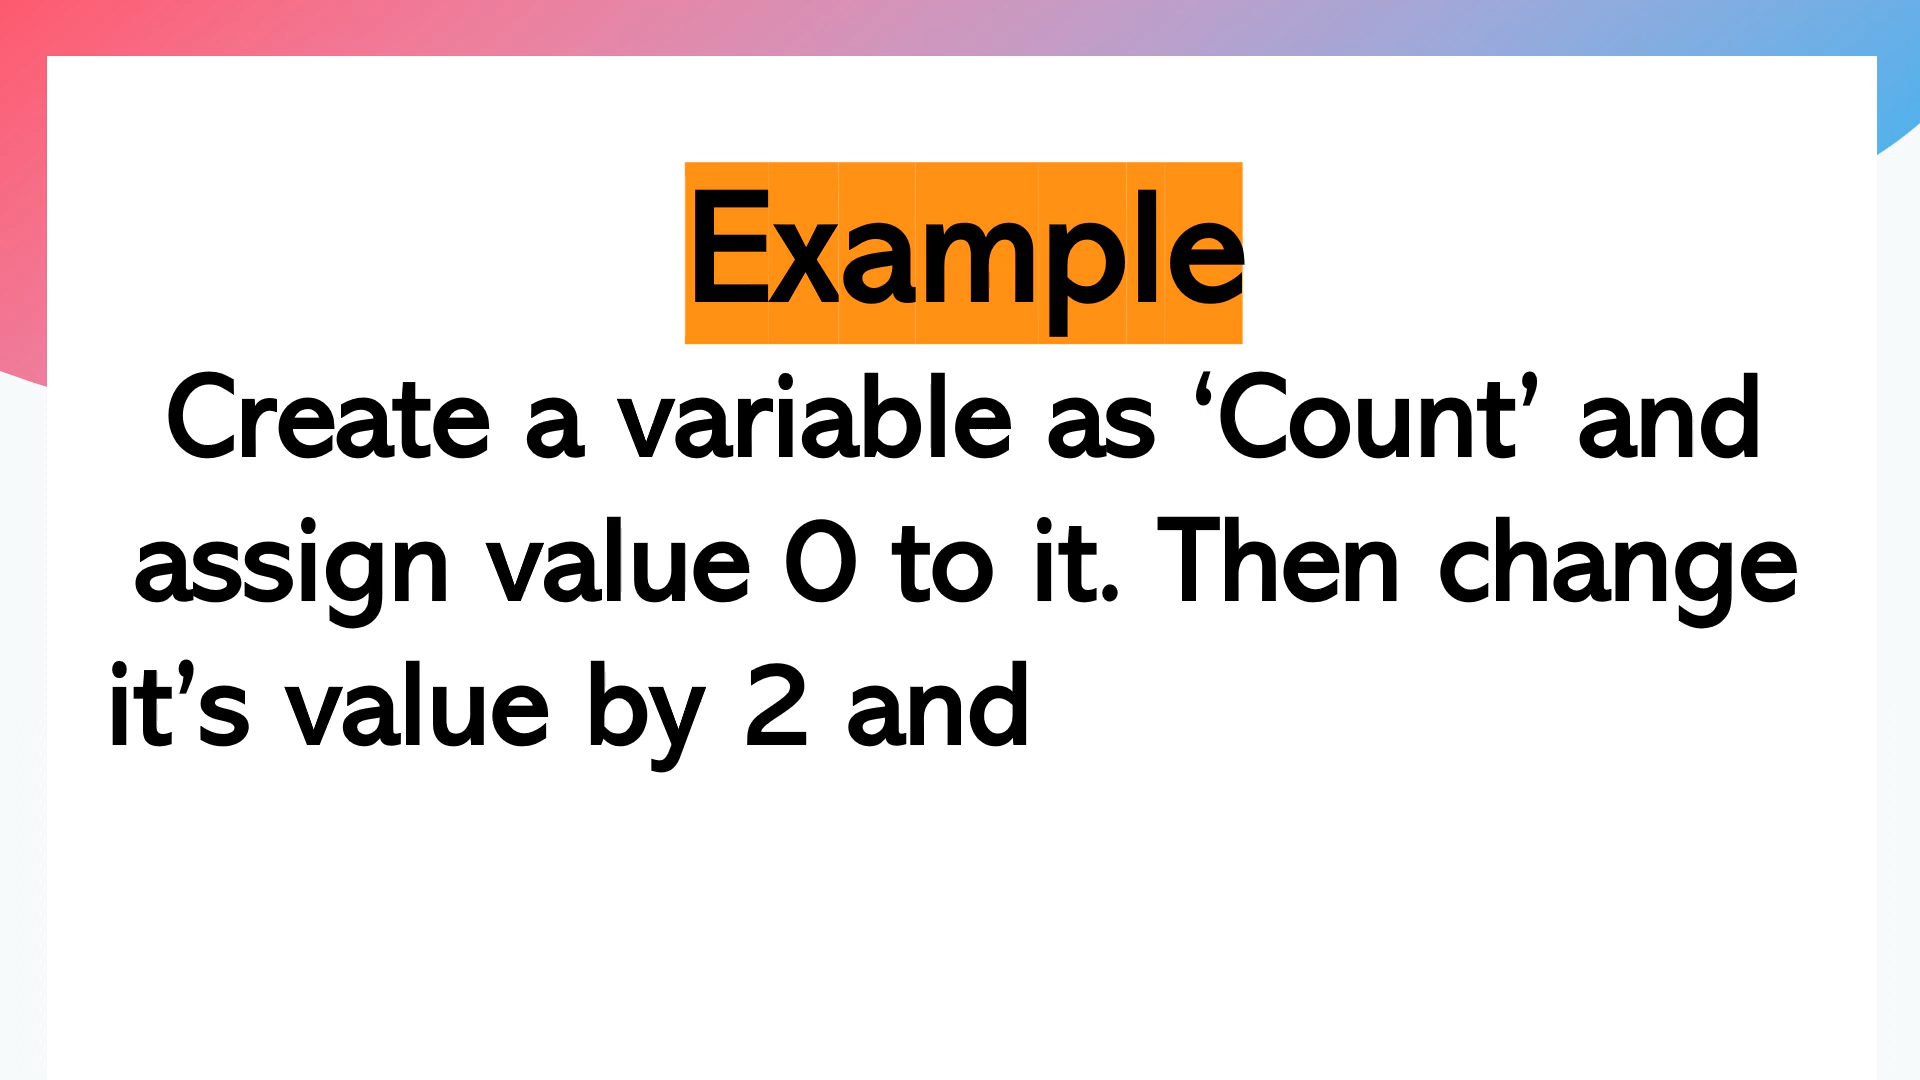 Example
Create a variable as ‘Count’ and
assign value 0 to it. Then change
it’s value by 2 and